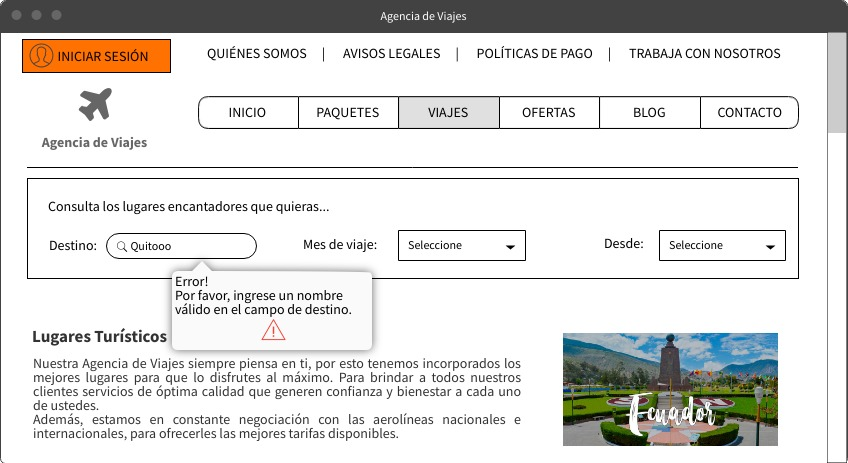 Agencia de Viajes
INICIAR SESIÓN
QUIÉNES SOMOS | AVISOS LEGALES | POLÍTICAS DE PAGO | TRABAJA CON NOSOTROS
Agencia de Viajes
INICIO PAQUETES VIAJES OFERTAS BLOG CONTACTO
Consulta los lugares encantadores que quieras...
Destino: Quitooo Mes de viaje: Seleccione Desde: Seleccione
Error!
Por favor, ingrese un nombre
válido en el campo de destino.
Lugares Turísticos
Nuestra Agencia de Viajes siempre piensa en ti, por esto tenemos incorporados los
mejores lugares para que lo disfrutes al máximo. Para brindar a todos nuestros
clientes servicios de óptima calidad que generen confianza y bienestar a cada uno
de ustedes.
Además, estamos en constante negociación con las aerolíneas nacionales e
internacionales, para ofrecerles las mejores tarifas disponibles.
Ecuador